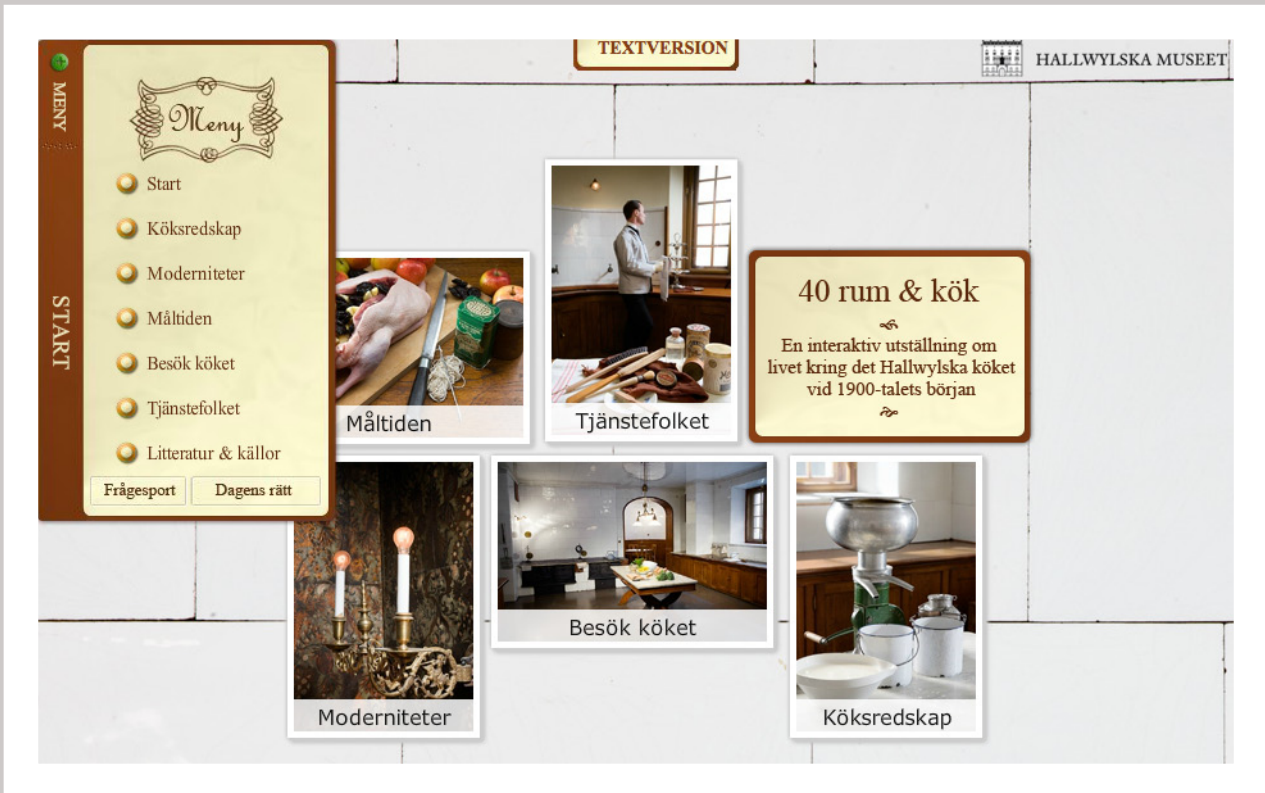 MENY
START
Meny
Start
Köksredskap
Moderniteter
Måltiden
Besök köket
Tjänstefolket
Litteratur & källor
Frågesport
Dagens rätt
TEXTVERSION
HALLWYLSKA MUSEET
Måltiden
Tjänstefolket
40 rum & kök
En interaktiv utställning om
livet kring det Hallwylska köket
vid 1900-talets början
Moderniteter
Besök köket
Köksredskap